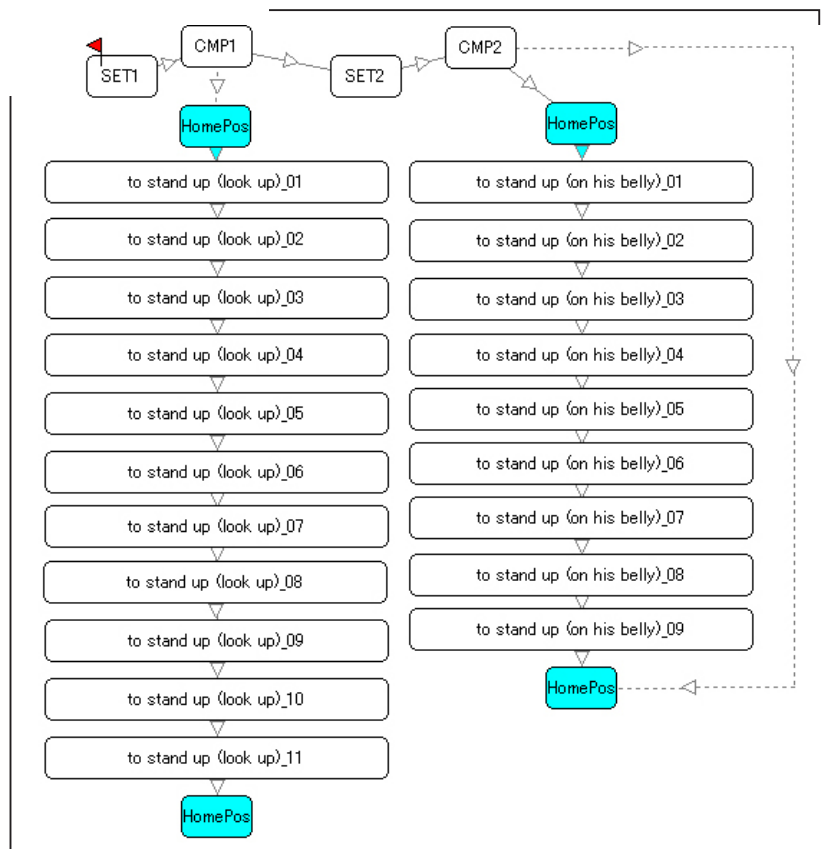 SET1
CMP1
SET2
CMP2
HomePos
to stand up (look up)_01
to stand up (look up)_02
to stand up (look up)_03
to stand up (look up)_04
to stand up (look up)_05
to stand up (look up)_06
to stand up (look up)_07
to stand up (look up)_08
to stand up (look up)_09
to stand up (look up)_10
to stand up (look up)_11
HomePos
HomePos
to stand up (on his belly)_01
to stand up (on his belly)_02
to stand up (on his belly)_03
to stand up (on his belly)_04
to stand up (on his belly)_05
to stand up (on his belly)_06
to stand up (on his belly)_07
to stand up (on his belly)_08
to stand up (on his belly)_09
HomePos